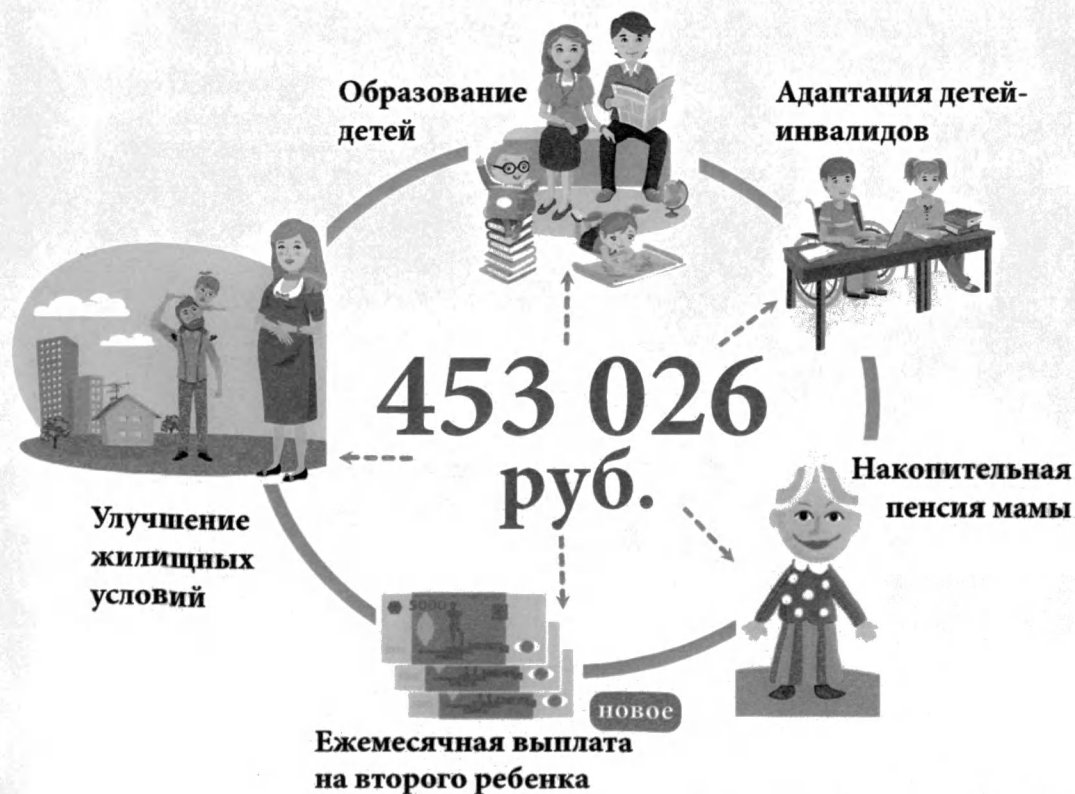 Образование
детей
Адаптация детей-
инвалидов
453 026
руб.
Накопительная
пенсия мамы
Улучшение
жилищных
условий
5000
новое
Ежемесячная выплата
на второго ребенка